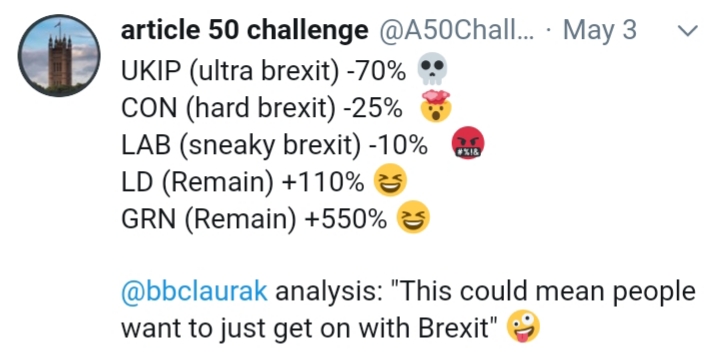 article 50 challenge @A50Chall... · May 3
UKIP (ultra brexit) -70% 💀
CON (hard brexit) -25% 🤯
LAB (sneaky brexit) -10% 🤬
LD (Remain) +110% 😆
GRN (Remain) +550% 😆
@bbclaurak analysis: "This could mean people
want to just get on with Brexit" 🤪